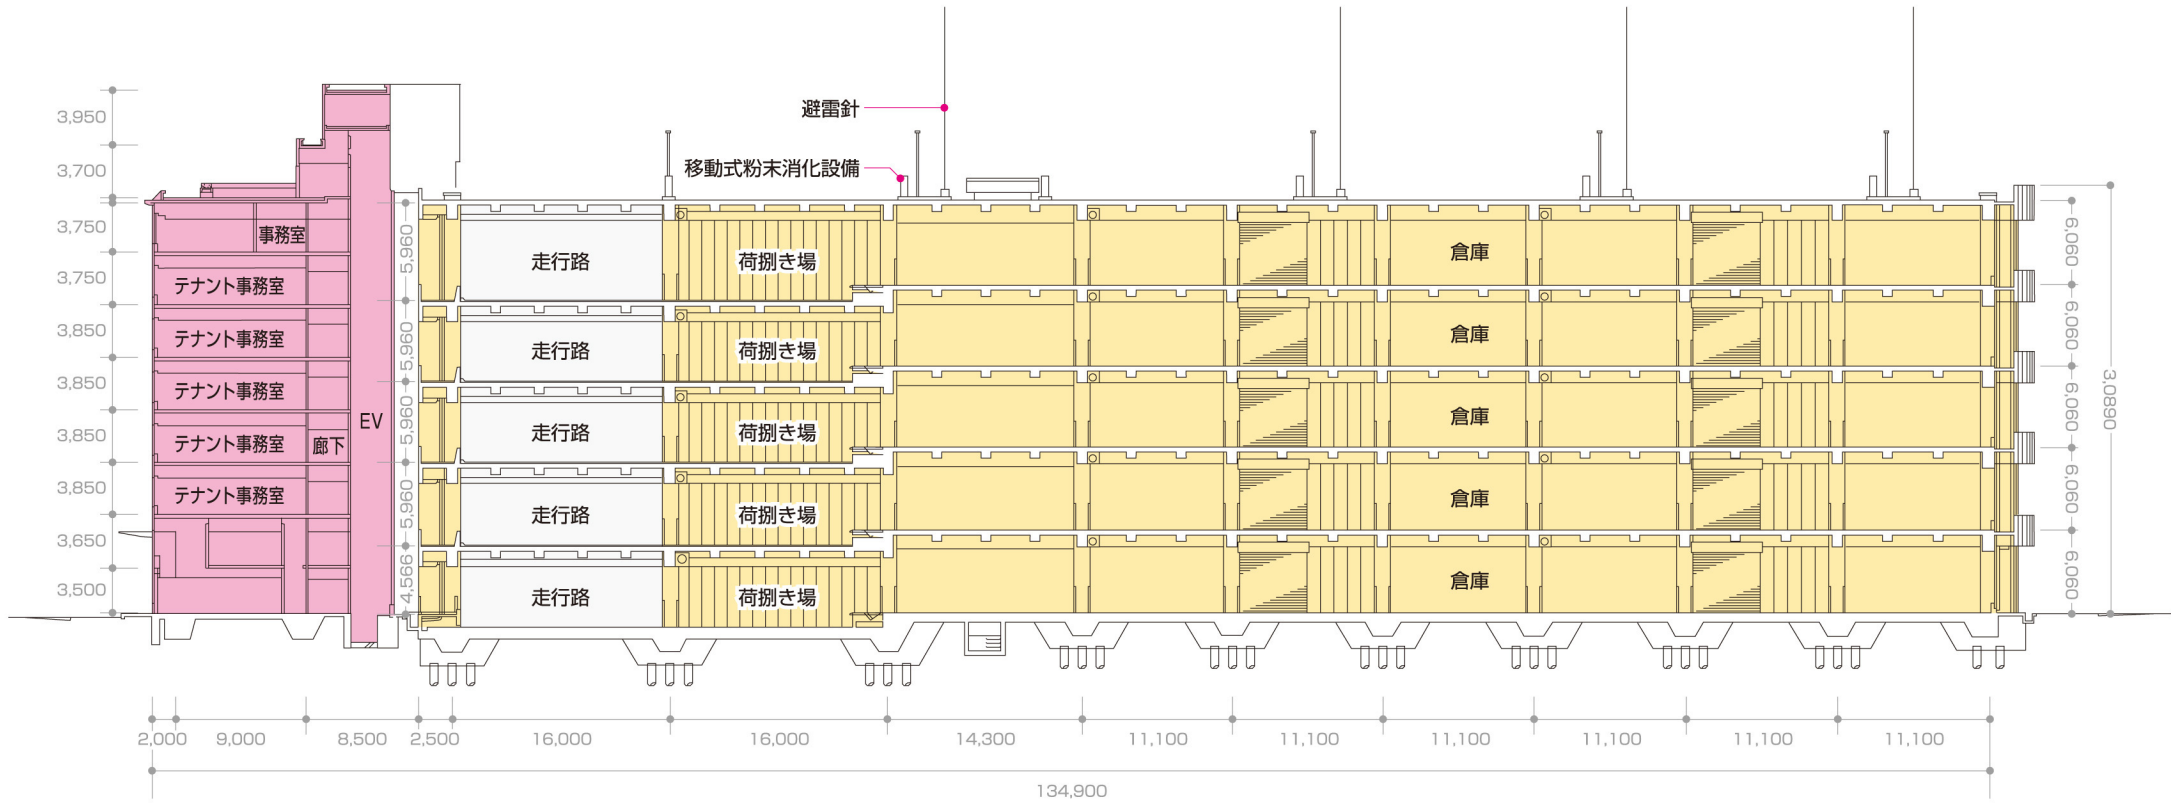 避雷針
移動式粉末消化設備
3,950
3,700
3,750
3,750
3,850
3,850
3,850
3,850
3,650
3,500
事務室
テナント事務室
テナント事務室
テナント事務室
テナント事務室
廊下
テナント事務室
EV
5,960
5,960
5,960
5,960
4,566
走行路
荷捌き場
倉庫
走行路
荷捌き場
倉庫
走行路
荷捌き場
倉庫
走行路
荷捌き場
倉庫
走行路
荷捌き場
倉庫
6,060
6,060
6,060
6,060
6,060
3,0890
2,000
9,000
8,500
2,500
16,000
16,000
14,300
11,100
11,100
11,100
11,100
11,100
11,100
134,900